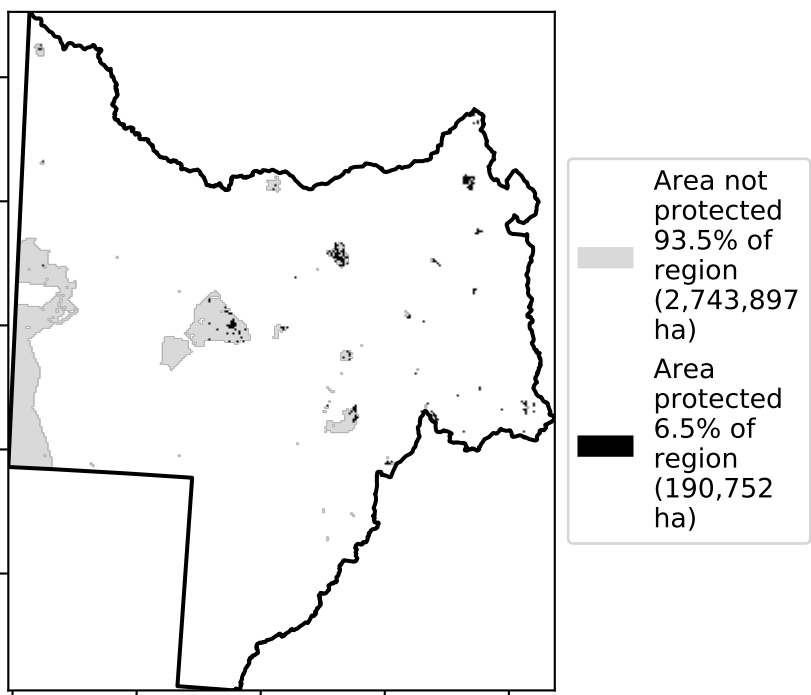 Area not
protected
93.5% of
region
(2,743,897
ha)
Area
protected
6.5% of
region
(190,752
ha)